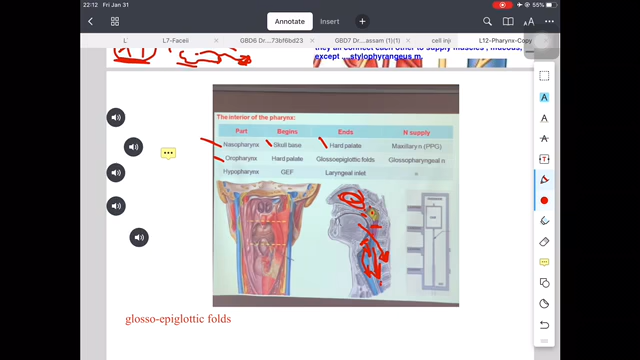 22:12 Fri Jan 31
55%
Annotate Insert
L7-Faceii
GBD6 Dr...73bf6bd23
GBD7 Dr....assam (1)(1)
cell inj
L12-Pharynx-Copy
they all connect each other to supply muscles , mucous,
except .... stylophyrangeus m.
The interior of the pharynx:
Part Begins Ends N supply
Nasopharynx Skull base Hard palate Maxillary n (PPG)
Oropharynx Hard palate Glossoepiglottic folds Glossopharyngeal n
Hypopharynx GEF Laryngeal inlet "
glosso-epiglottic folds